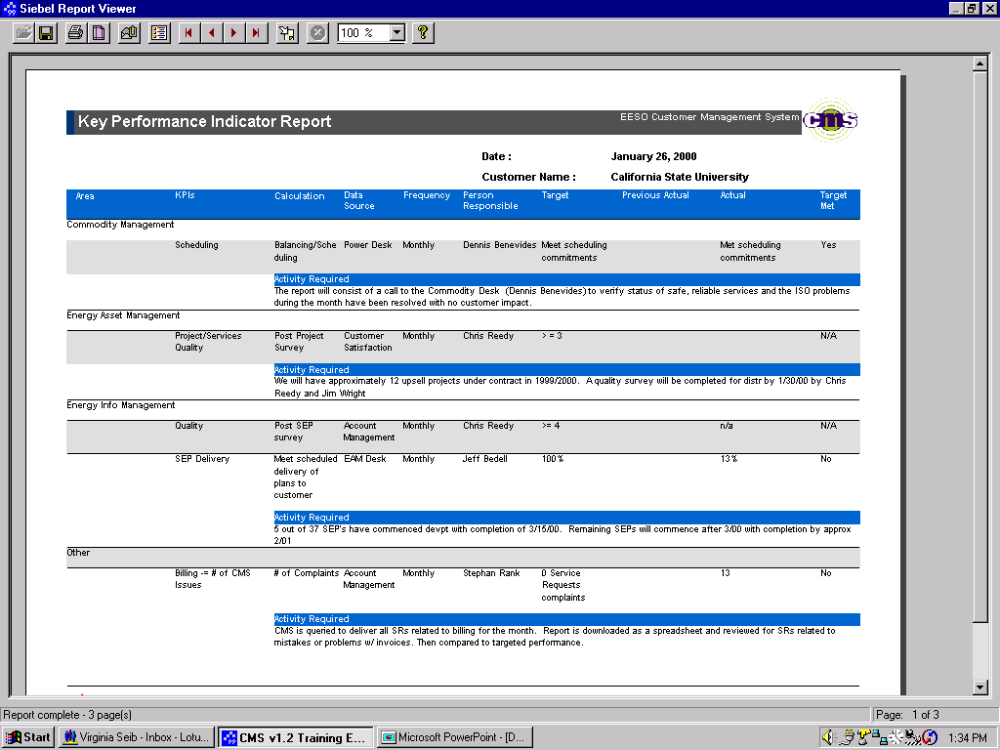 Siebel Report Viewer
100 %
Key Performance Indicator Report
EESO Customer Management System
cms
Date :
January 26, 2000
Customer Name :
California State University
Area KPIs Calculation Data Source Frequency Person Responsible Target Previous Actual Actual Target Met
Commodity Management
Scheduling Balancing/Sche Power Desk Monthly Dennis Benevides Meet scheduling Met scheduling Yes
duling commitments commitments
Activity Required
The report will consist of a call to the Commodity Desk (Dennis Benevides) to verify status of safe, reliable services and the ISO problems
during the month have been resolved with no customer impact.
Energy Asset Management
Project/Services Post Project Customer Monthly Chris Reedy > = 3 N/A
Quality Survey Satisfaction
Activity Required
We will have approximately 12 upsell projects under contract in 1999/2000. A quality survey will be completed for distr by 1/30/00 by Chris
Reedy and Jim Wright
Energy Info Management
Quality Post SEP Account Monthly Chris Reedy >= 4 n/a N/A
survey Management
SEP Delivery Meet scheduled EAM Desk Monthly Jeff Bedell 100% 13% No
delivery of
plans to
customer
Activity Required
5 out of 37 SEP's have commenced devpt with completion of 3/15/00. Remaining SEPs will commence after 3/00 with completion by approx
2/01
Other
Billing -= # of CMS # of Complaints Account Monthly Stephan Rank 0 Service 13 No
Issues Management Requests
complaints
Activity Required
CMS is queried to deliver all SRs related to billing for the month. Report is downloaded as a spreadsheet and reviewed for SRs related to
mistakes or problems w/ invoices. Then compared to targeted performance.
Report complete - 3 page(s)
Page: 1 of 3
Start
Virginia Seib - Inbox - Lotu...
CMS v1.2 Training E...
Microsoft PowerPoint - [D...
1:34 PM